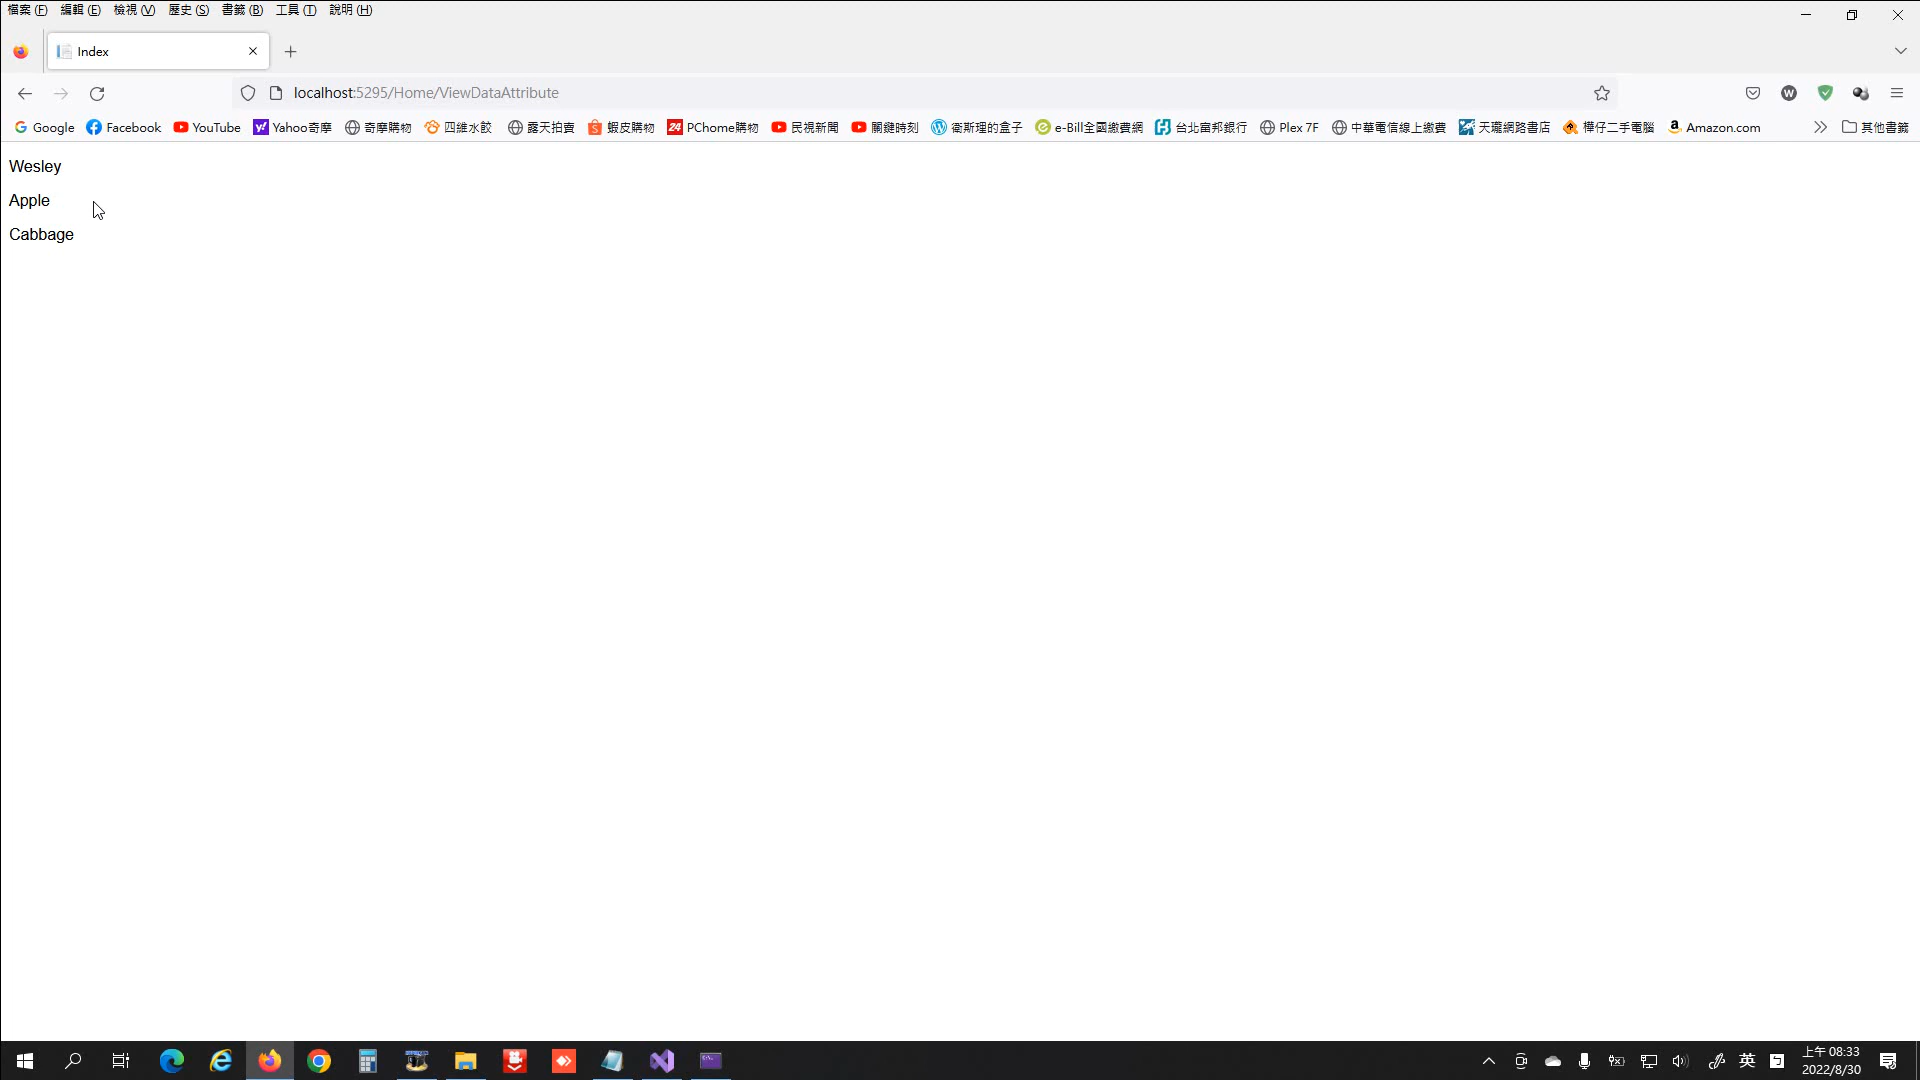 檔案 (F) 編輯 (E) 檢視 (V) 歷史 (S) 書籤 (B) 工具 (T) 說明 (H)
Index
localhost:5295/Home/ViewDataAttribute
Google Facebook YouTube Yahoo奇摩 奇摩購物 四維水餃 露天拍賣 蝦皮購物 PChome購物 民視新聞 關鍵時刻 衛斯理的盒子 e-Bill全國繳費網 台北富邦銀行 Plex 7F 中華電信線上繳費 天瓏網路書店 樺仔二手電腦 Amazon.com 其他書籤
Wesley
Apple
Cabbage
英
上午 08:33
2022/8/30